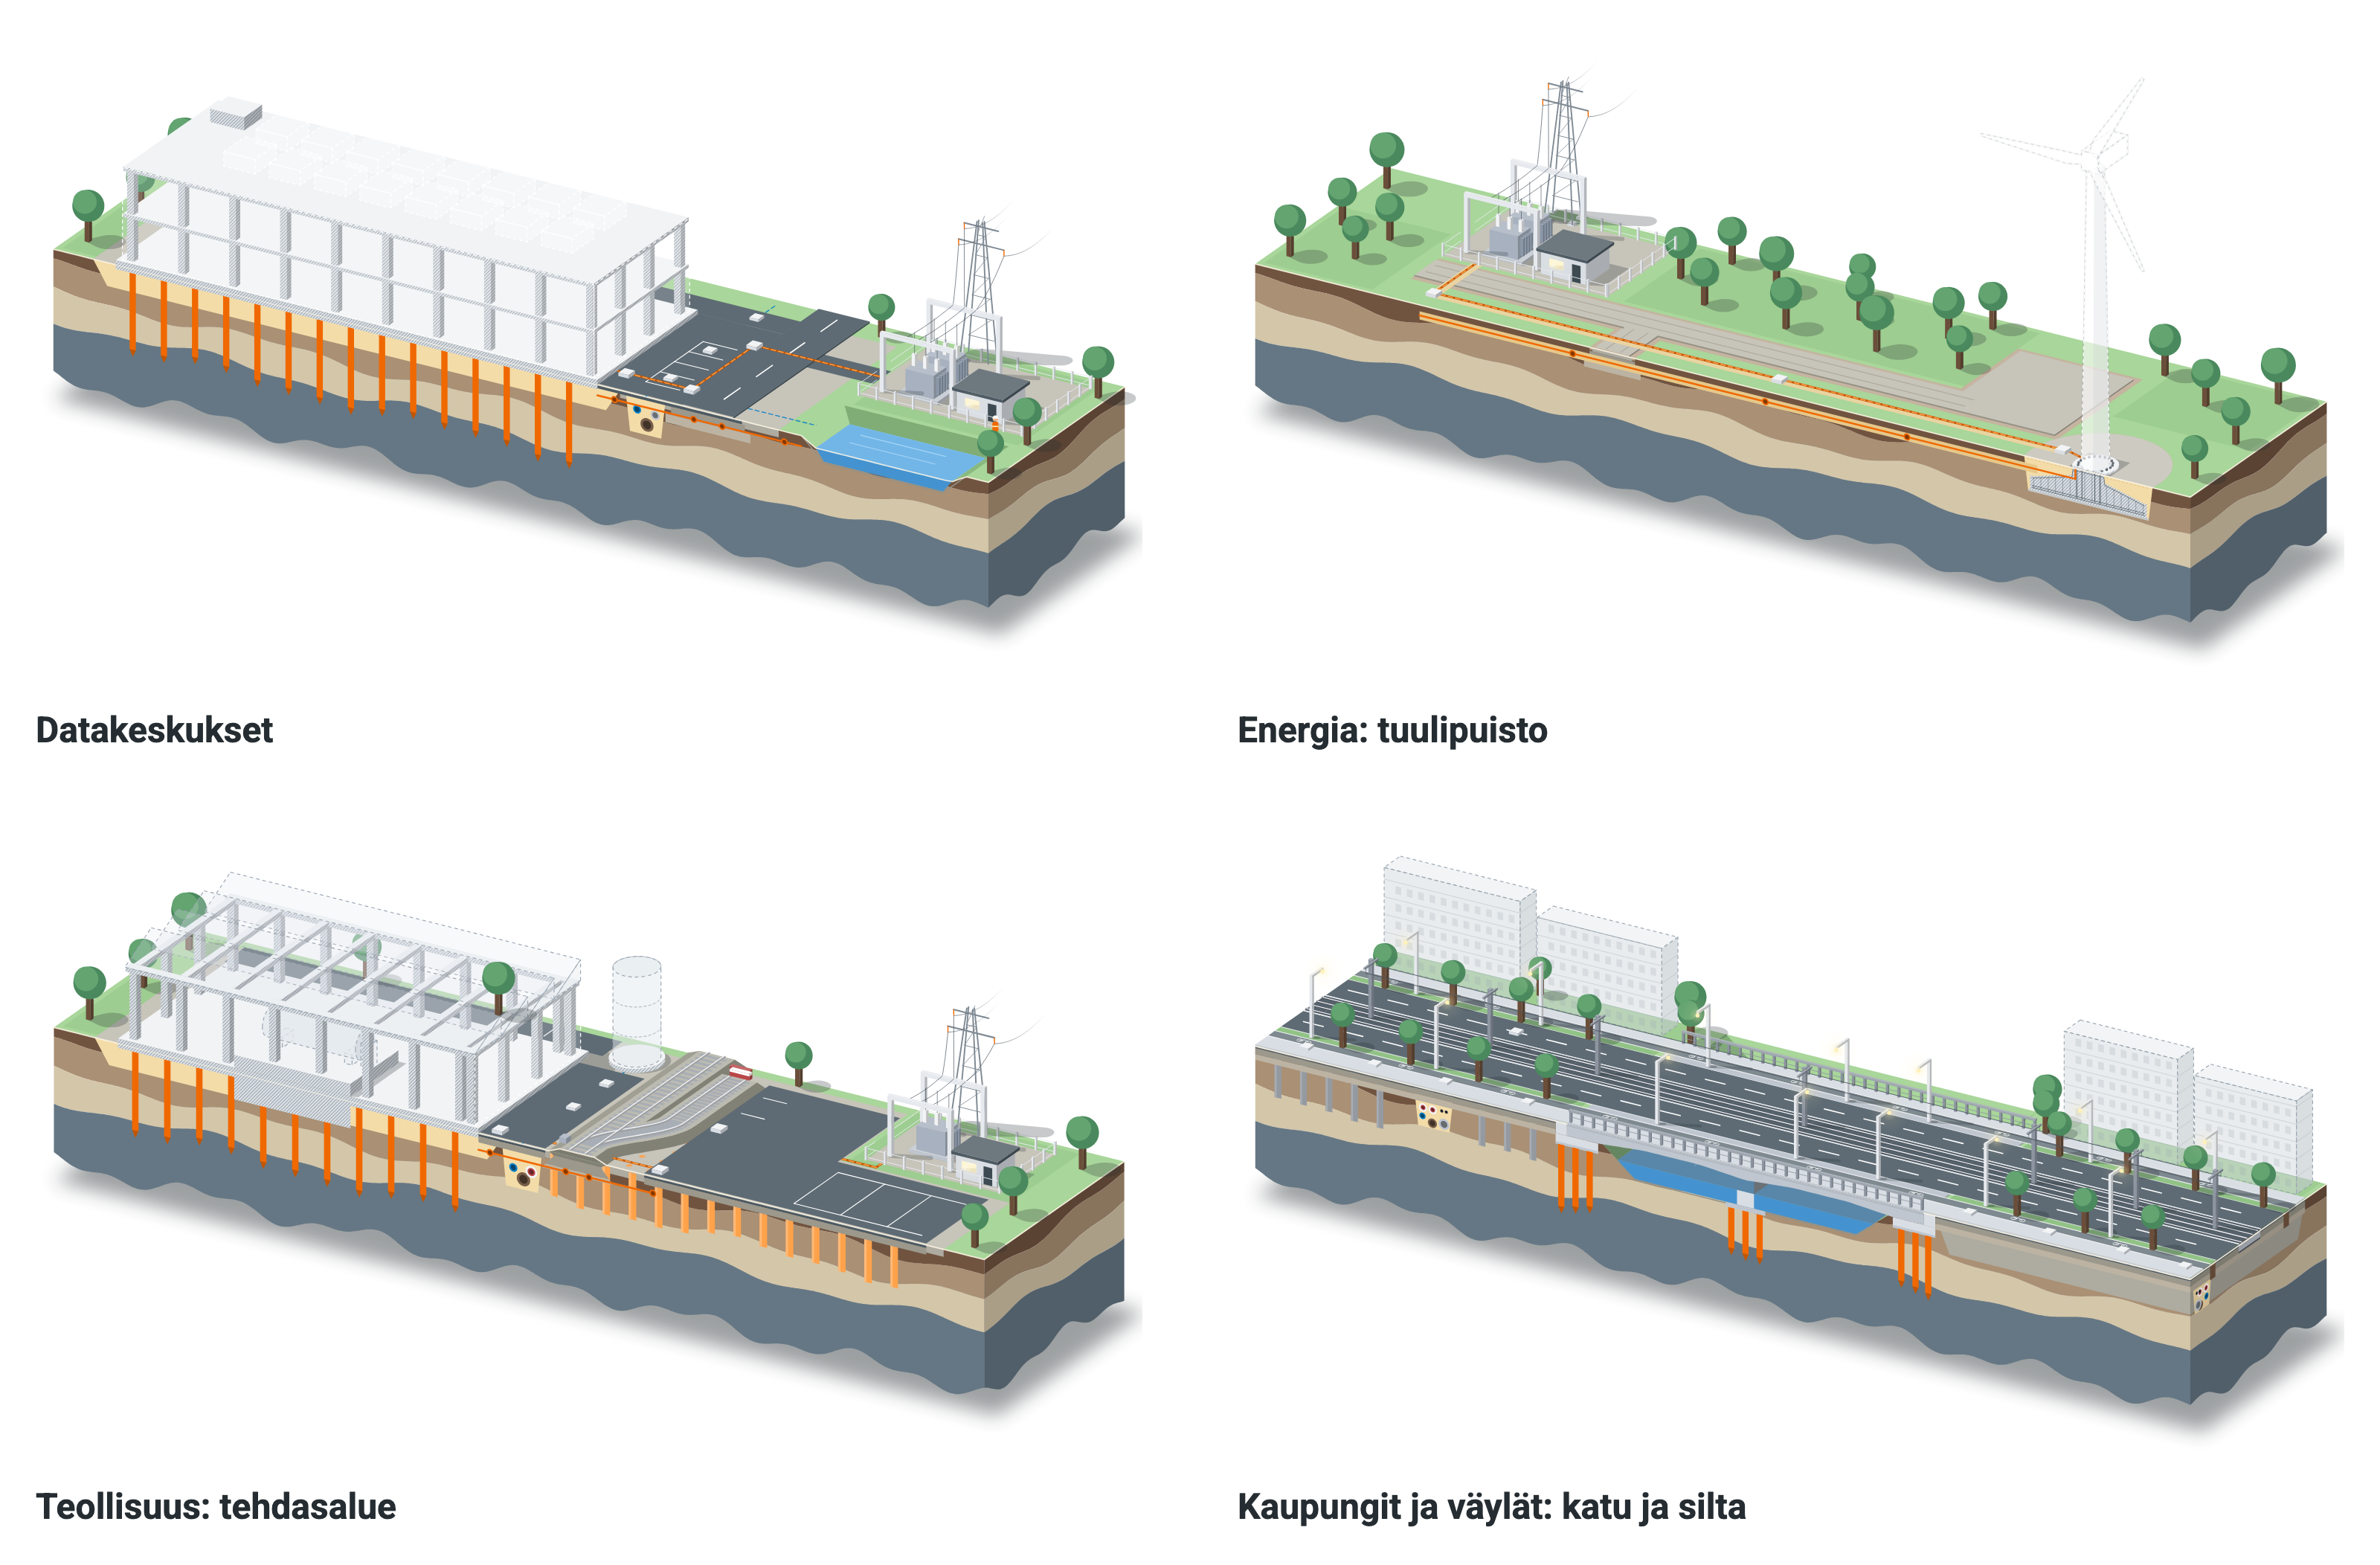 Datakeskukset
Energia: tuulipuisto
Teollisuus: tehdasalue
Kaupungit ja väylät: katu ja silta